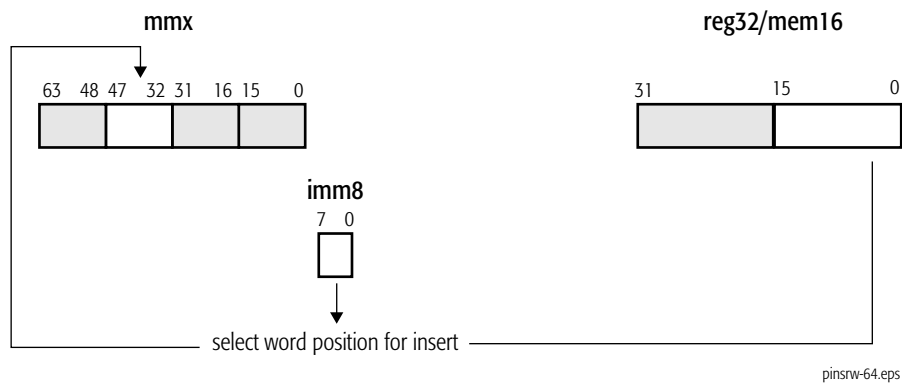 mmx
reg32/mem16
63 48 47 32 31 16 15 0
31 15 0
imm8
7 0
select word position for insert
pinsrw-64.eps